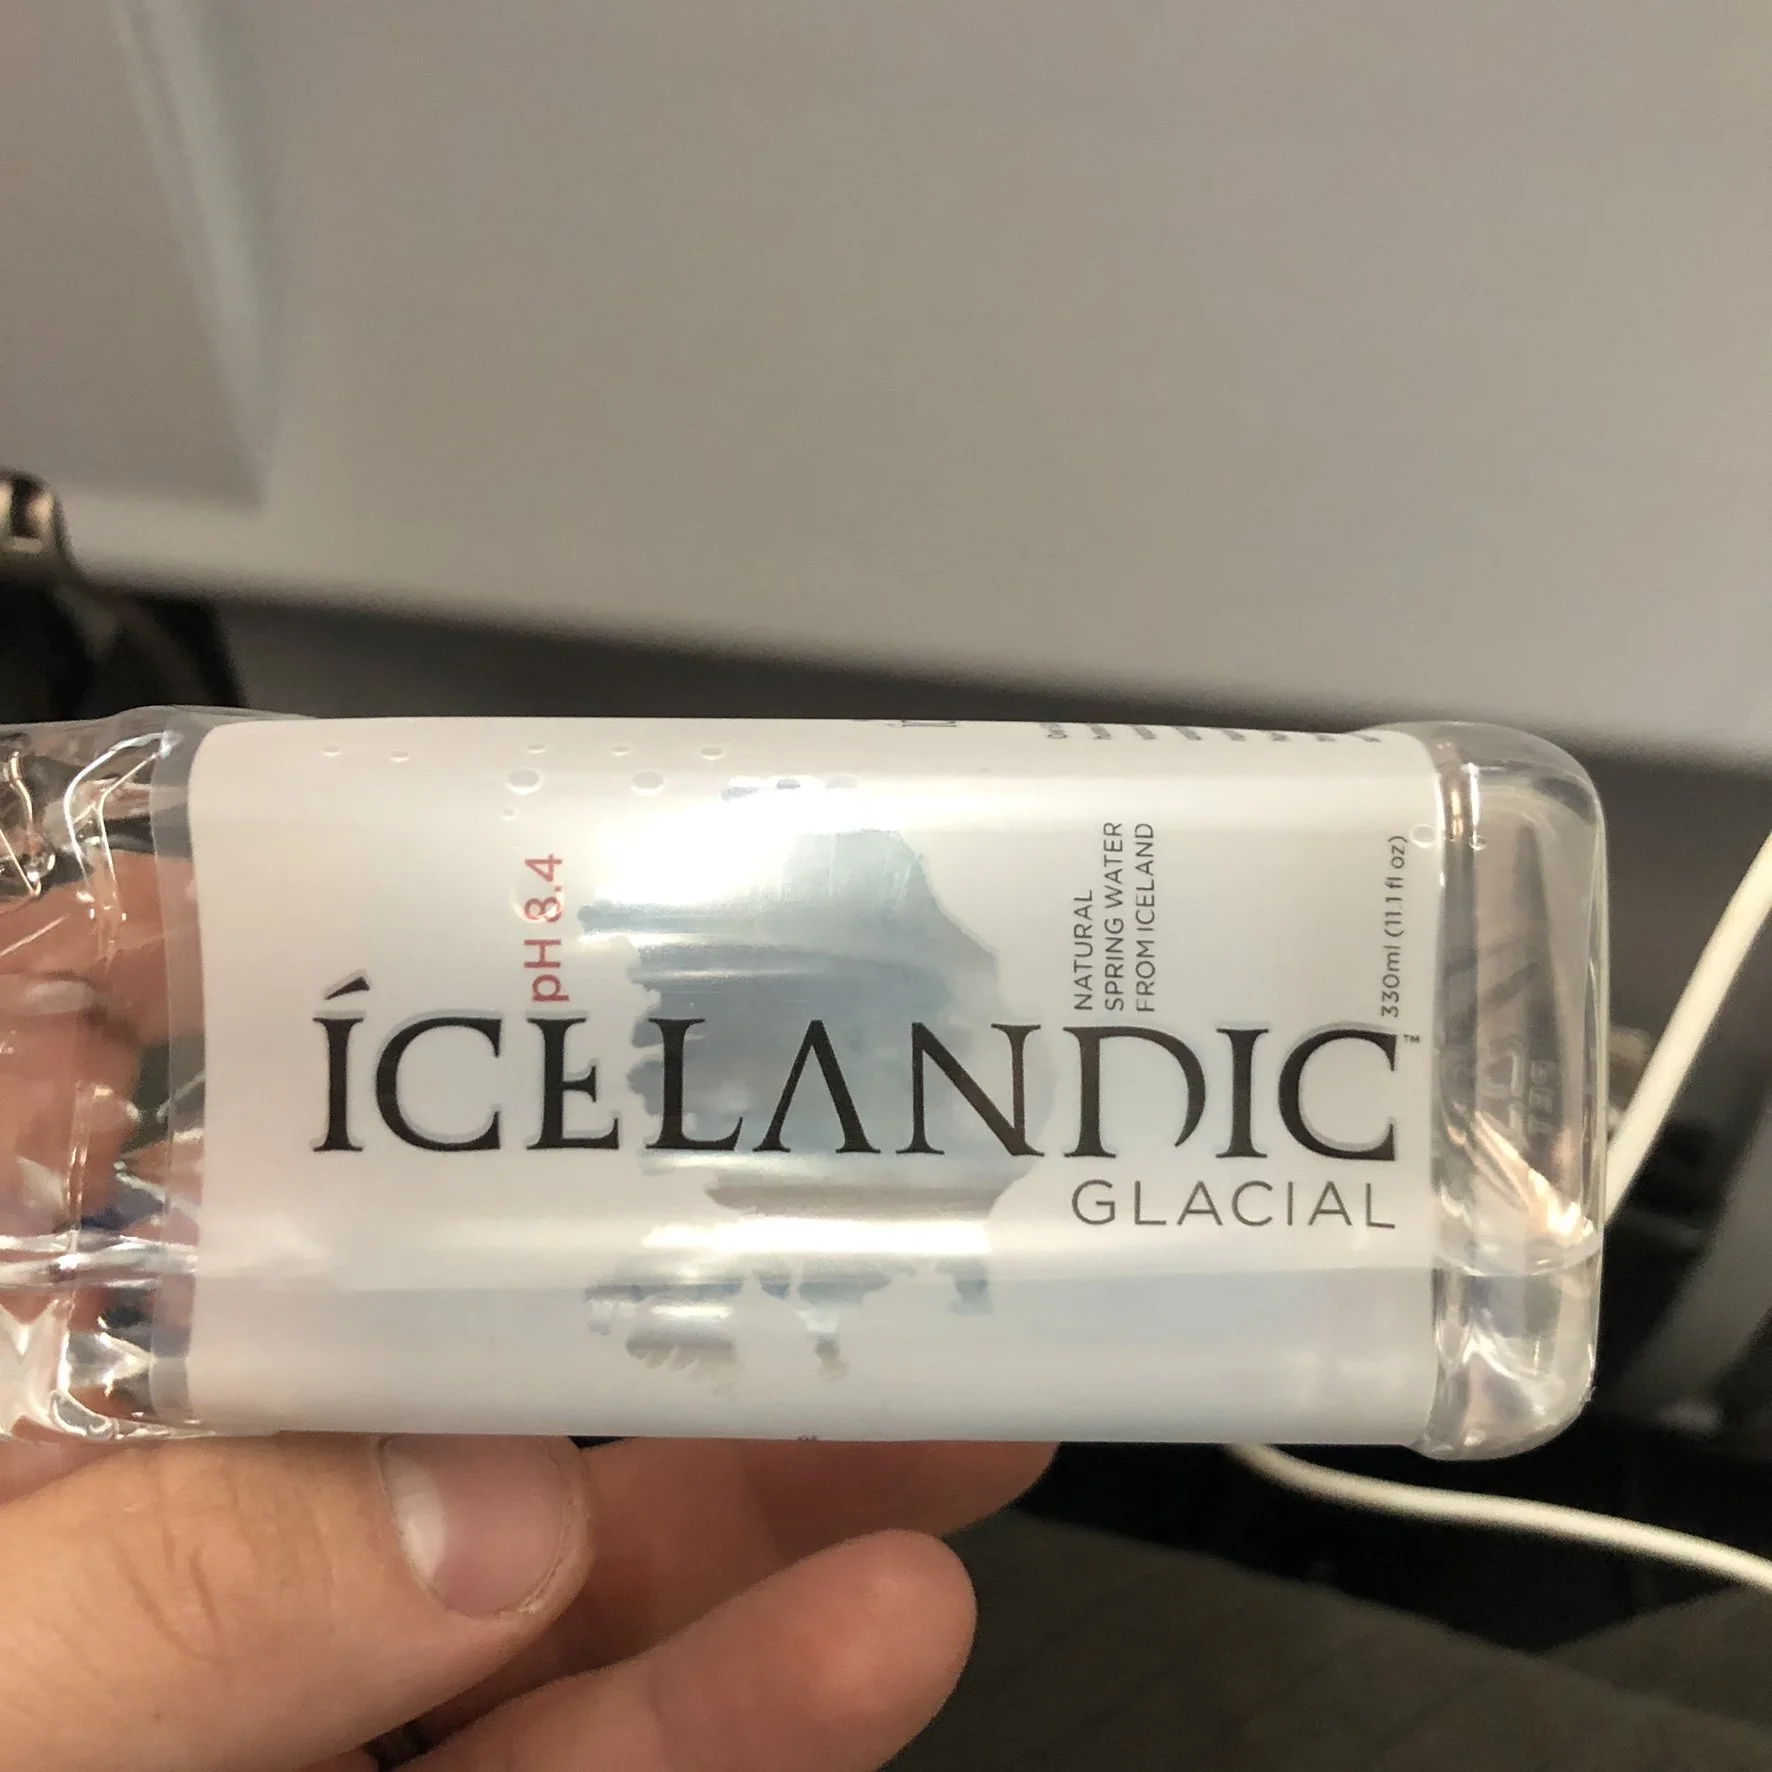 pH 8.4
ÍCELANDIC™
GLACIAL
NATURAL
SPRING WATER
FROM ICELAND
330ml (11.1 fl oz)